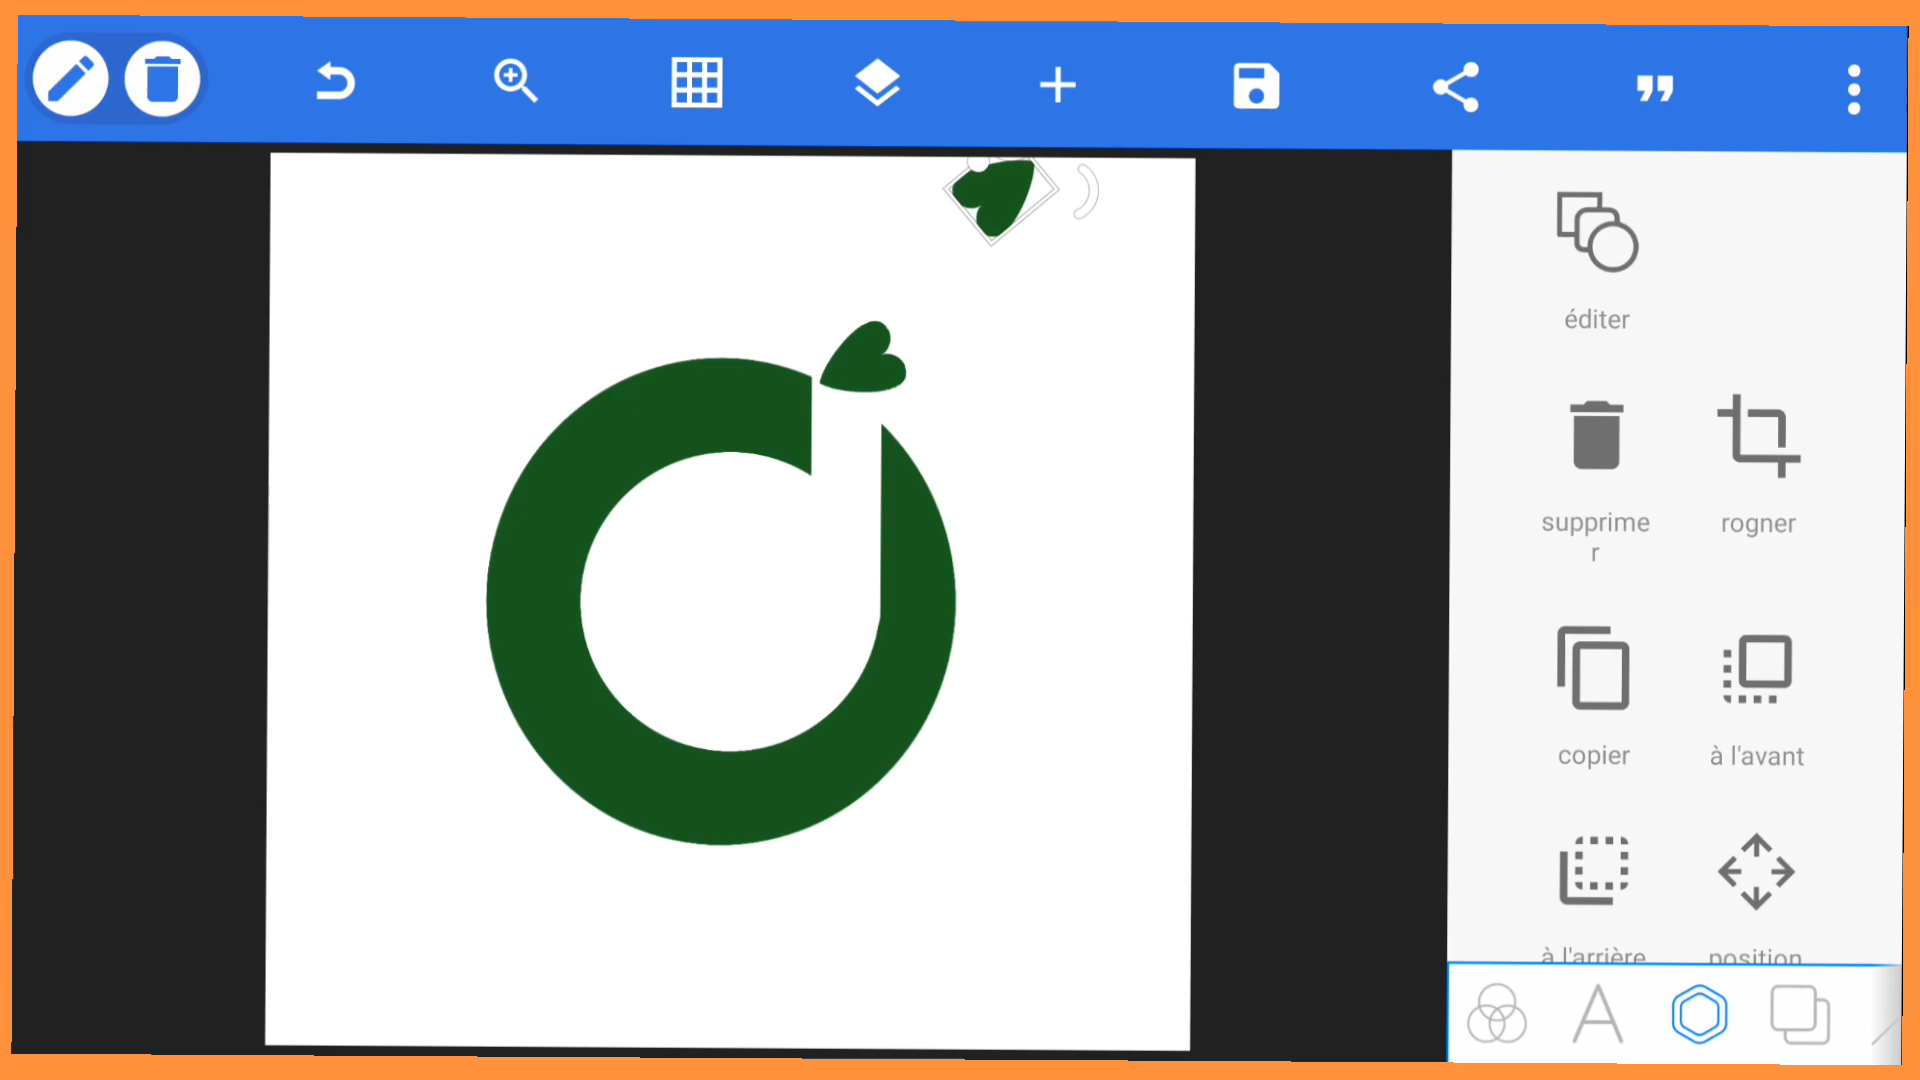 éditer
supprime
r
rogner
copier
à l'avant
à l'arrière
position